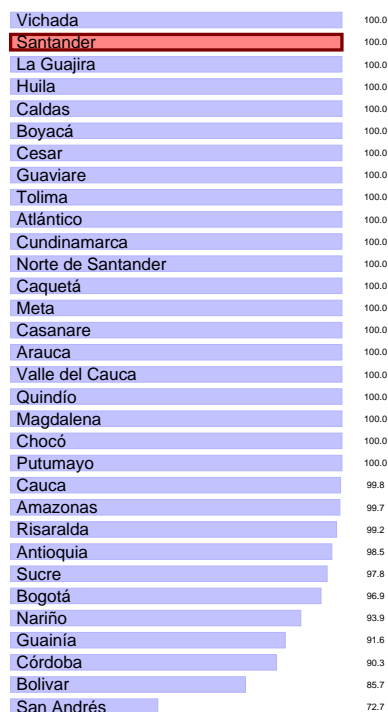 Vichada 100.0
Santander 100.0
La Guajira 100.0
Huila 100.0
Caldas 100.0
Boyacá 100.0
Cesar 100.0
Guaviare 100.0
Tolima 100.0
Atlántico 100.0
Cundinamarca 100.0
Norte de Santander 100.0
Caquetá 100.0
Meta 100.0
Casanare 100.0
Arauca 100.0
Valle del Cauca 100.0
Quindío 100.0
Magdalena 100.0
Chocó 100.0
Putumayo 100.0
Cauca 99.8
Amazonas 99.7
Risaralda 99.2
Antioquia 98.5
Sucre 97.8
Bogotá 96.9
Nariño 93.9
Guainía 91.6
Córdoba 90.3
Bolivar 85.7
San Andrés 72.7